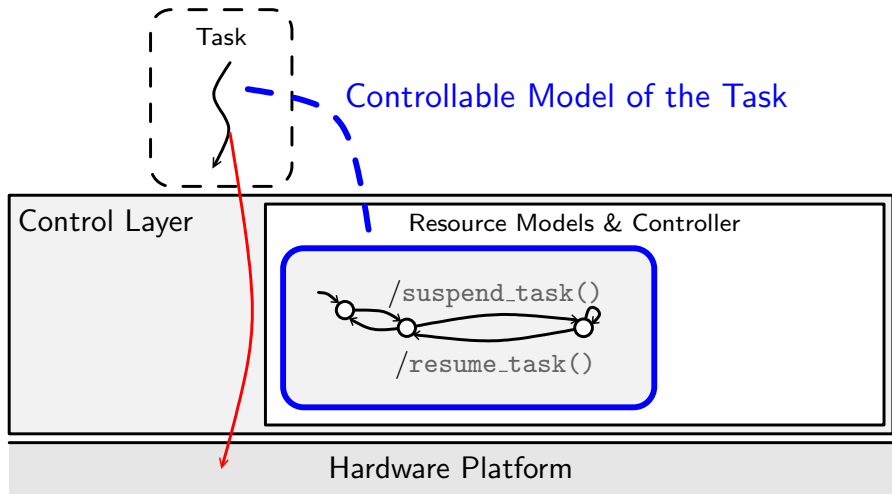 Task
Controllable Model of the Task
Control Layer
Resource Models & Controller
/suspend_task()
/resume_task()
Hardware Platform